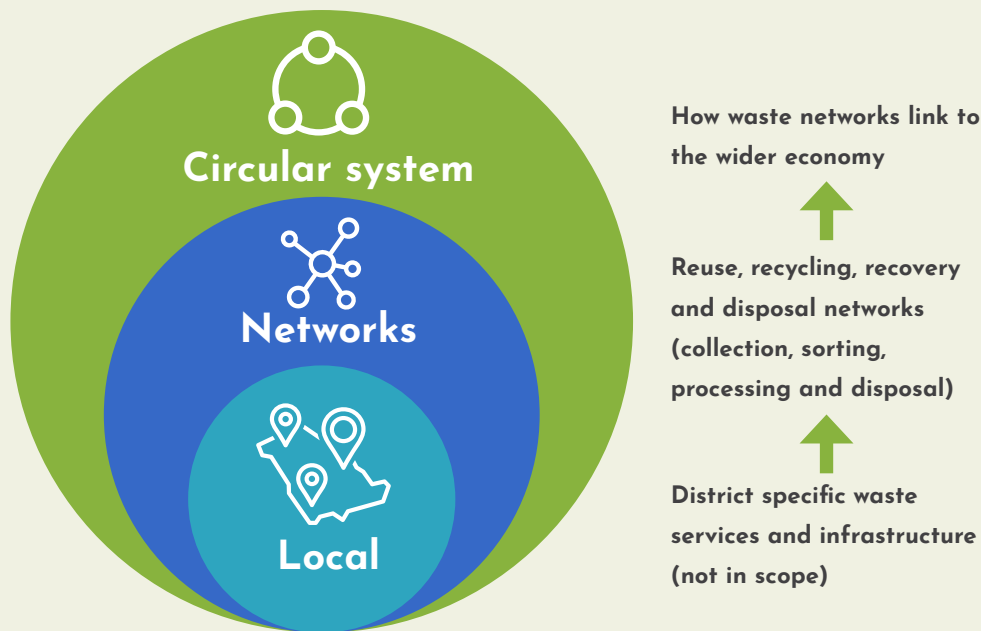 Circular system
Networks
Local
How waste networks link to
the wider economy
Reuse, recycling, recovery
and disposal networks
(collection, sorting,
processing and disposal)
District specific waste
services and infrastructure
(not in scope)